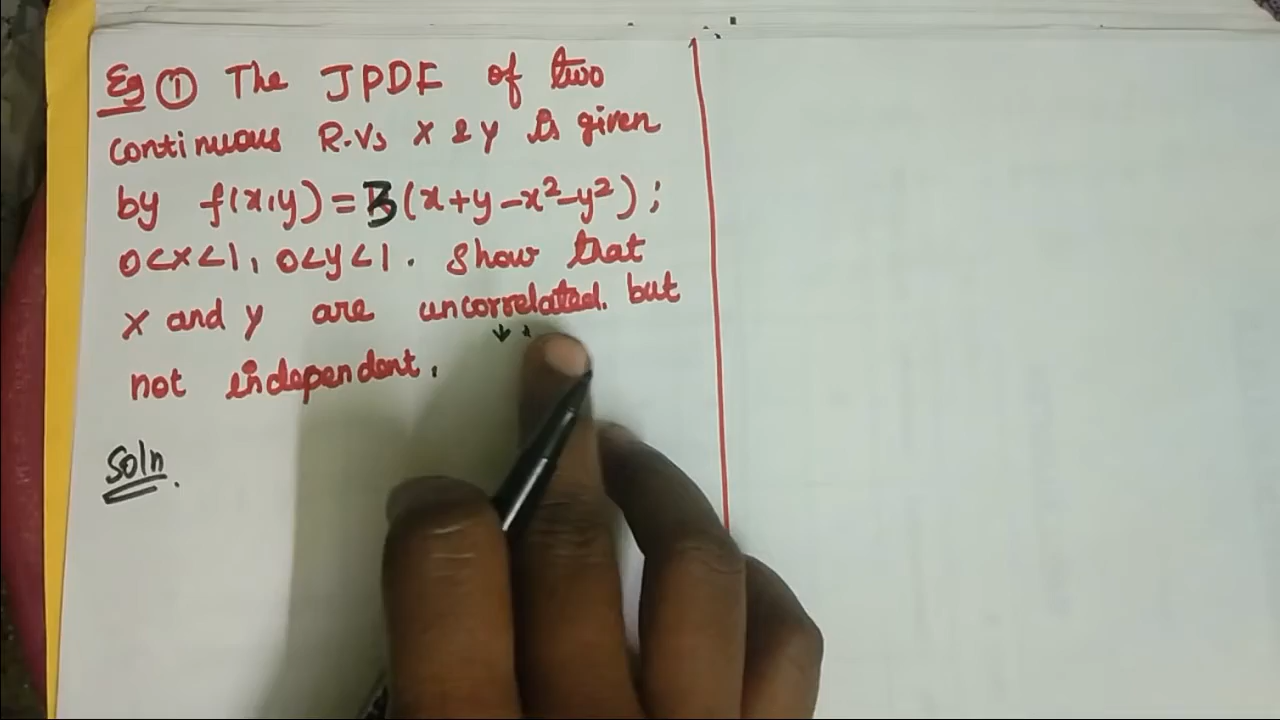 Eg ① The JPDF of two
continuous R.Vs X & Y is given
by f(x,y) = 3(x+y-x²-y²);
0<x<1, 0<y<1. Show that
X and Y are uncorrelated. but
not independent.
Soln.